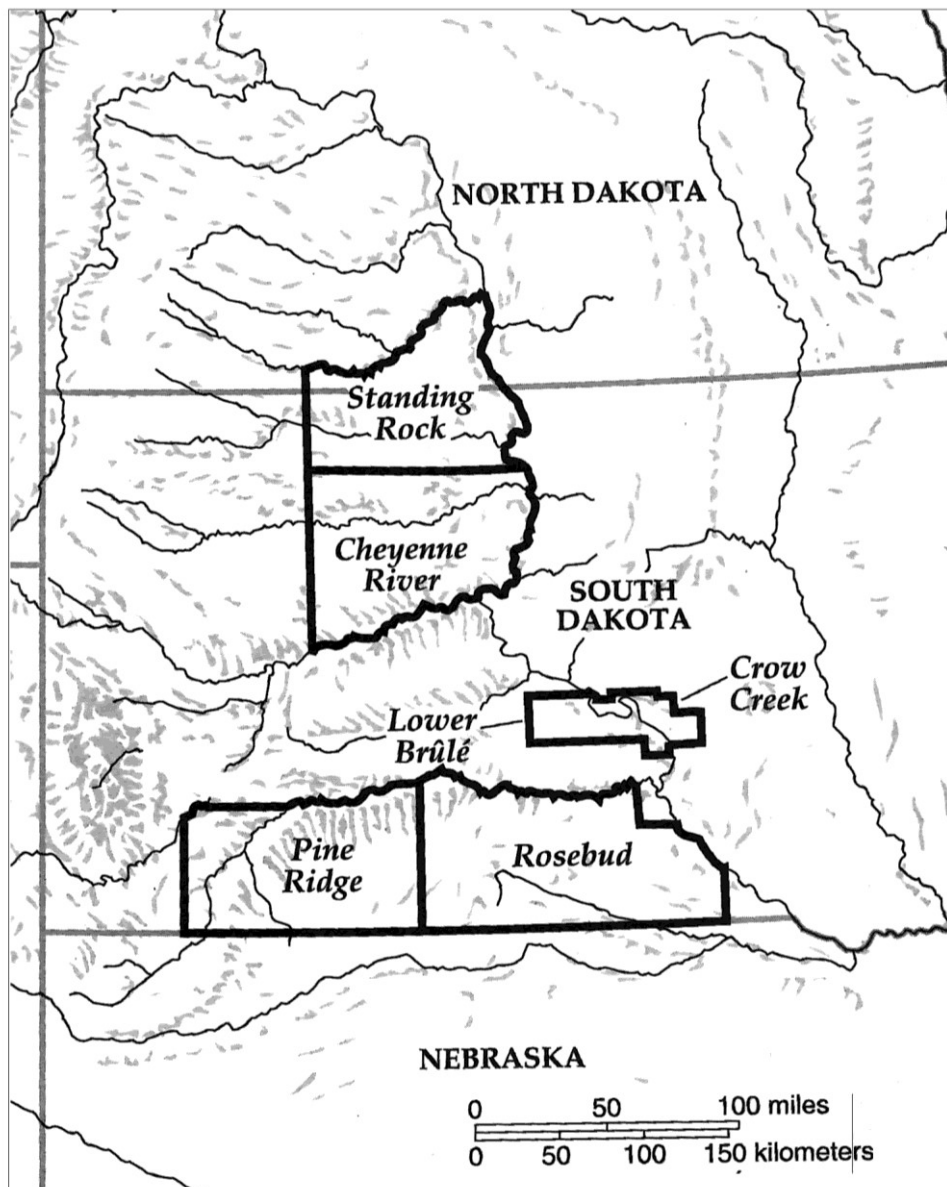 NORTH DAKOTA
Standing
Rock
Cheyenne
River
SOUTH
DAKOTA
Crow
Creek
Lower
Brûlé
Pine
Ridge
Rosebud
NEBRASKA
0 50 100 miles
0 50 100 150 kilometers